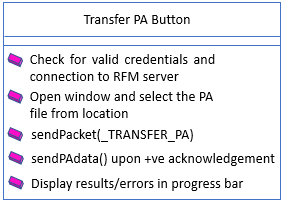 Transfer PA Button
Check for valid credentials and
connection to RFM server
Open window and select the PA
file from location
sendPacket(_TRANSFER_PA)
sendPAdata() upon +ve acknowledgement
Display results/errors in progress bar